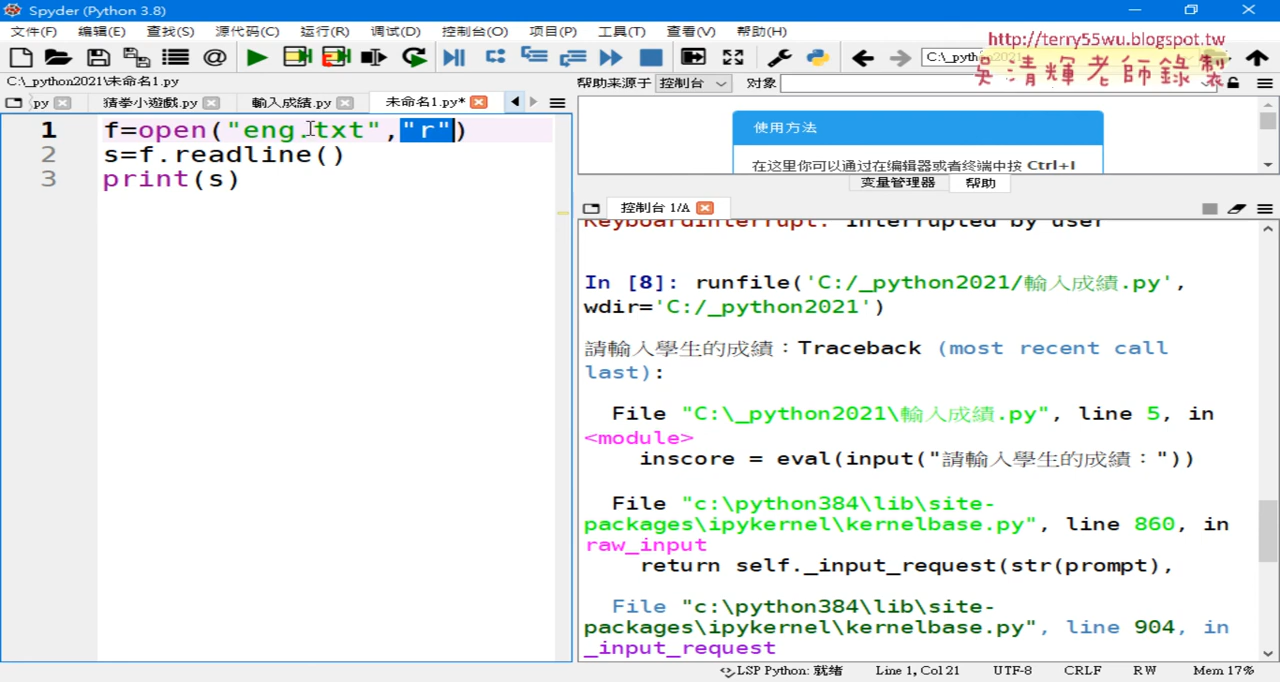 Spyder (Python 3.8)
文件(F) 编辑(E) 查找(S) 源代码(C) 运行(R) 调试(D) 控制台(O) 项目(P) 工具(T) 查看(V) 帮助(H)
http://terry55wu.blogspot.tw
C:\_pyth
吳清輝老師錄製
C:\_python2021\未命名1.py
帮助来源于 控制台 对象
py 猜拳小遊戲.py 輸入成績.py 未命名1.py*
1 f=open("eng.txt","r")
2 s=f.readline()
3 print(s)
使用方法
在这里你可以通过在编辑器或者终端中按 Ctrl+I
变量管理器 帮助
控制台 1/A
KeyboardInterrupt: Interrupted by user
In [8]: runfile('C:/_python2021/輸入成績.py',
wdir='C:/_python2021')
請輸入學生的成績：Traceback (most recent call
last):
File "C:\_python2021\輸入成績.py", line 5, in
<module>
inscore = eval(input("請輸入學生的成績："))
File "c:\python384\lib\site-
packages\ipykernel\kernelbase.py", line 860, in
raw_input
return self._input_request(str(prompt),
File "c:\python384\lib\site-
packages\ipykernel\kernelbase.py", line 904, in
_input_request
LSP Python: 就绪 Line 1, Col 21 UTF-8 CRLF RW Mem 17%